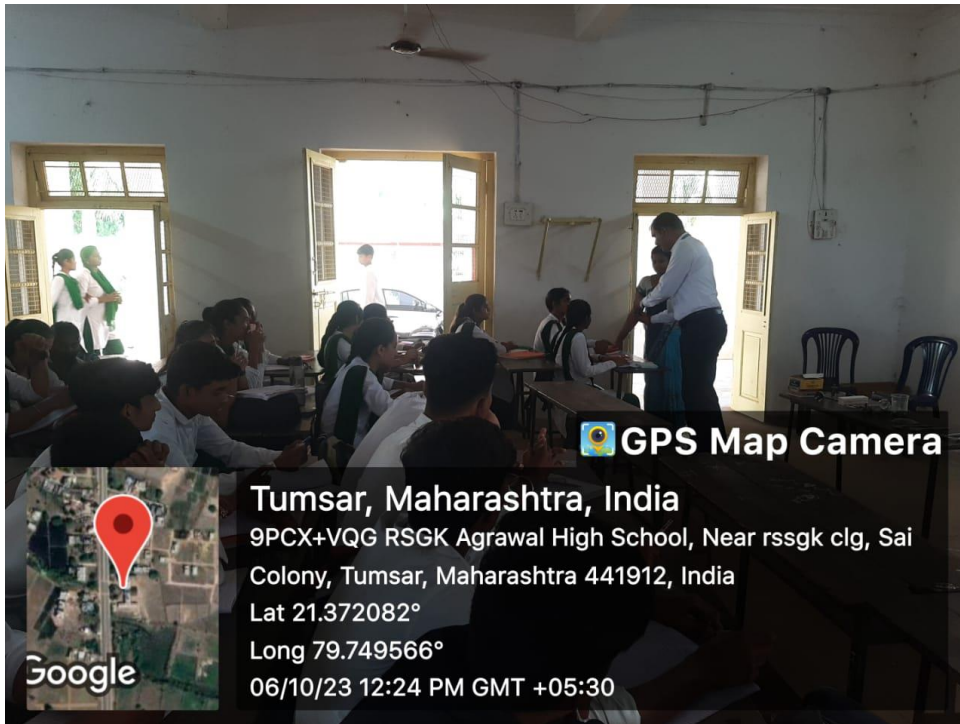 GPS Map Camera
Tumsar, Maharashtra, India
9PCX+VQG RSGK Agrawal High School, Near rssgk clg, Sai
Colony, Tumsar, Maharashtra 441912, India
Lat 21.372082°
Long 79.749566°
06/10/23 12:24 PM GMT +05:30
Google